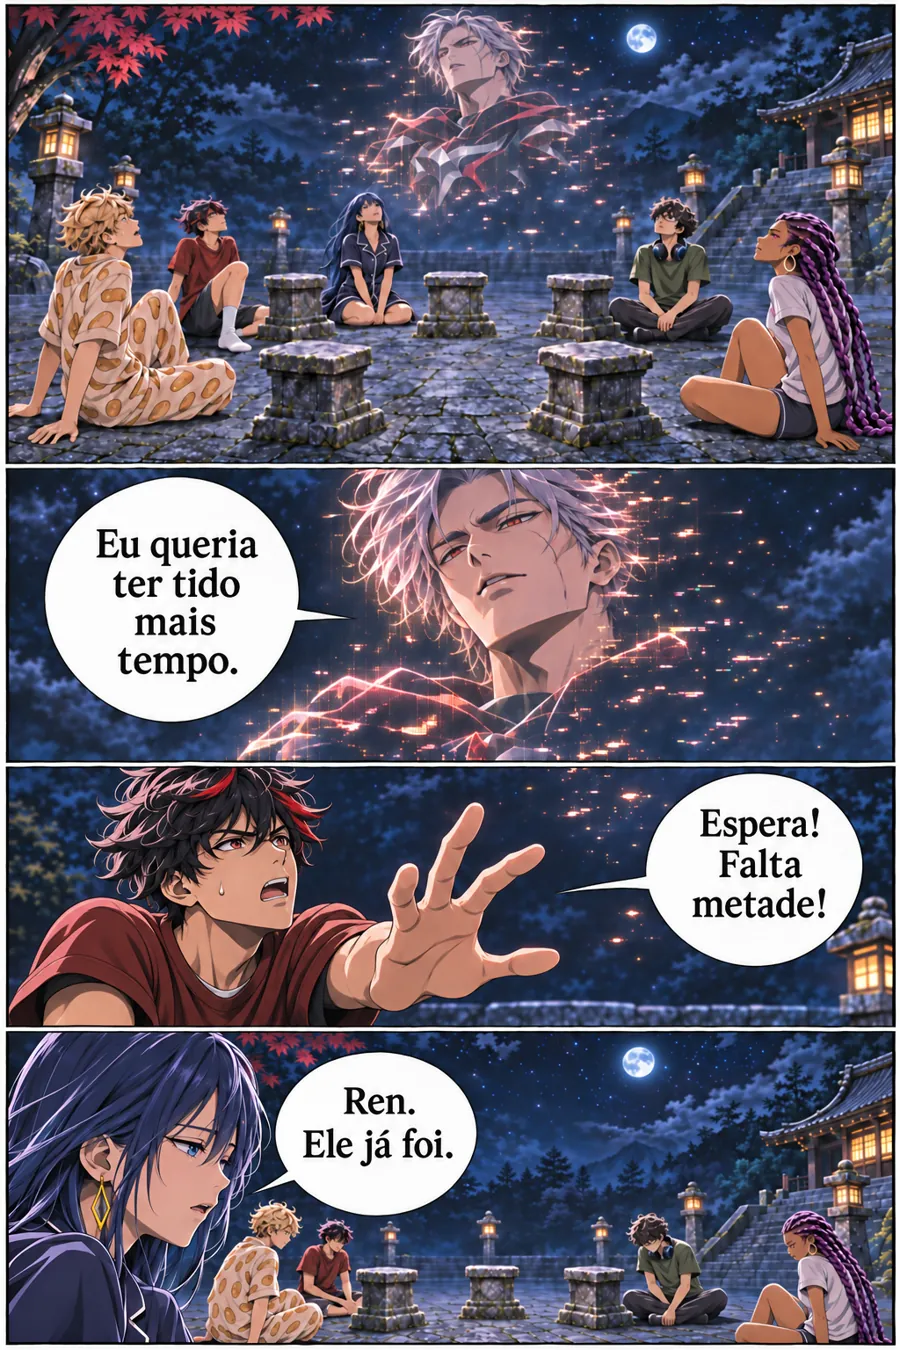 Eu queria
ter tido
mais
tempo.
Espera!
Falta
metade!
Ren.
Ele já foi.